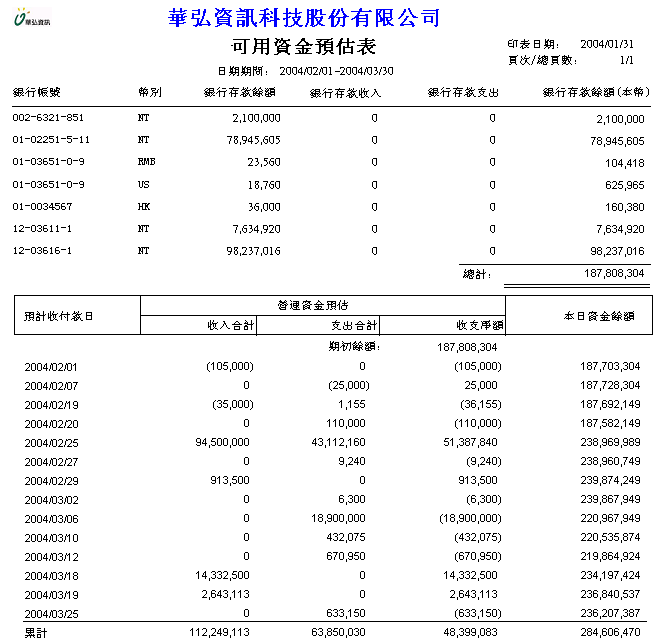 華弘資訊
華弘資訊科技股份有限公司
可用資金預估表
印表日期： 2004/01/31
日期期間： 2004/02/01-2004/03/30
頁次/總頁數： 1/1
銀行帳號 幣別 銀行存款餘額 銀行存款收入 銀行存款支出 銀行存款餘額(本幣)
002-6321-851 NT 2,100,000 0 0 2,100,000
01-02251-5-11 NT 78,945,605 0 0 78,945,605
01-03651-0-9 RMB 23,560 0 0 104,418
01-03651-0-9 US 18,760 0 0 625,965
01-0034567 HK 36,000 0 0 160,380
12-03611-1 NT 7,634,920 0 0 7,634,920
12-03616-1 NT 98,237,016 0 0 98,237,016
總計： 187,808,304
預計收付款日 營運資金預估 本日資金餘額
收入合計 支出合計 收支淨額
期初餘額： 187,808,304
2004/02/01 (105,000) 0 (105,000) 187,703,304
2004/02/07 0 (25,000) 25,000 187,728,304
2004/02/19 (35,000) 1,155 (36,155) 187,692,149
2004/02/20 0 110,000 (110,000) 187,582,149
2004/02/25 94,500,000 43,112,160 51,387,840 238,969,989
2004/02/27 0 9,240 (9,240) 238,960,749
2004/02/29 913,500 0 913,500 239,874,249
2004/03/02 0 6,300 (6,300) 239,867,949
2004/03/06 0 18,900,000 (18,900,000) 220,967,949
2004/03/10 0 432,075 (432,075) 220,535,874
2004/03/12 0 670,950 (670,950) 219,864,924
2004/03/18 14,332,500 0 14,332,500 234,197,424
2004/03/19 2,643,113 0 2,643,113 236,840,537
2004/03/25 0 633,150 (633,150) 236,207,387
累計 112,249,113 63,850,030 48,399,083 284,606,470